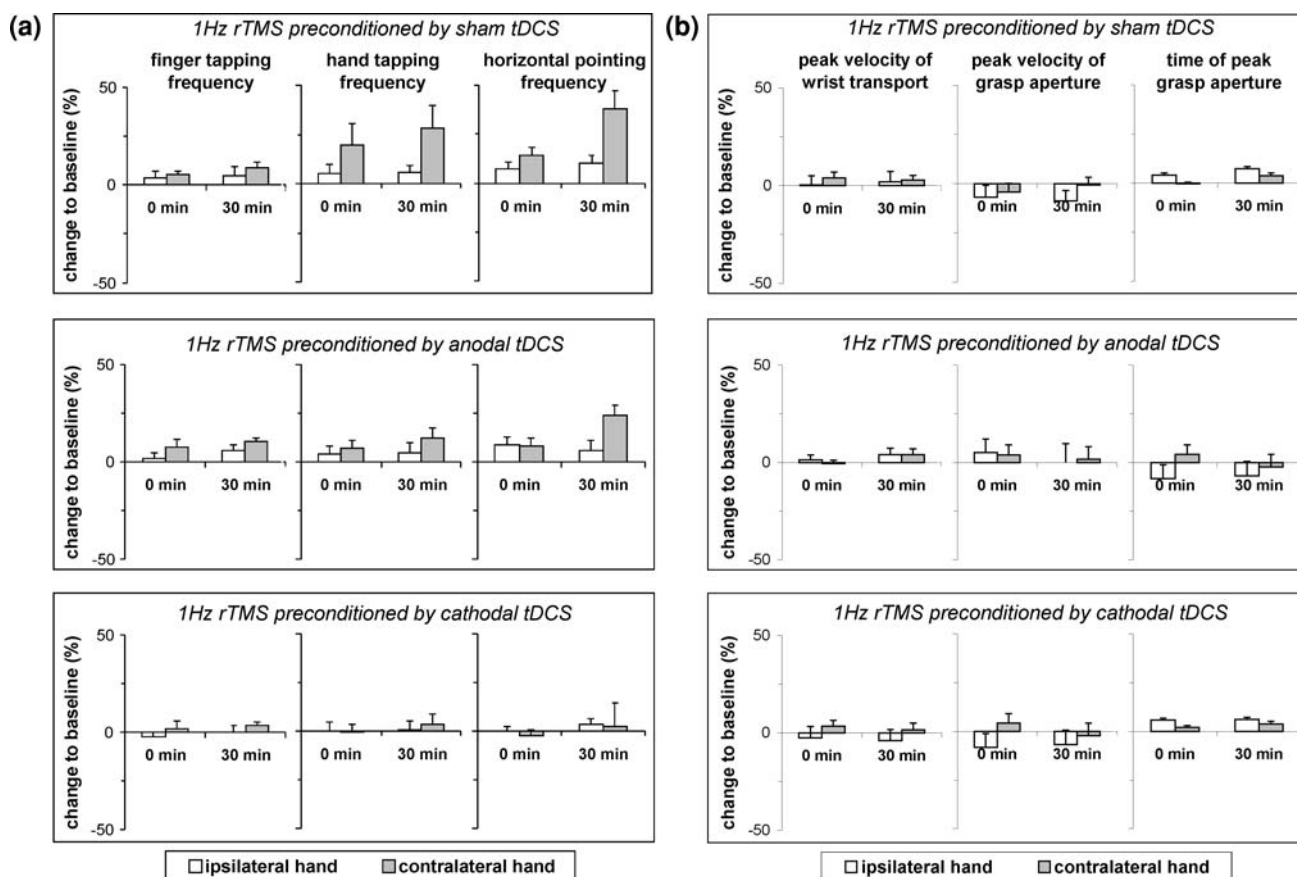 (a)
1Hz rTMS preconditioned by sham tDCS
finger tapping frequency
hand tapping frequency
horizontal pointing frequency
change to baseline (%)
50
0
-50
0 min 30 min 0 min 30 min 0 min 30 min
1Hz rTMS preconditioned by anodal tDCS
change to baseline (%)
50
0
-50
0 min 30 min 0 min 30 min 0 min 30 min
1Hz rTMS preconditioned by cathodal tDCS
change to baseline (%)
50
0
-50
0 min 30 min 0 min 30 min 0 min 30 min
ipsilateral hand contralateral hand
(b)
1Hz rTMS preconditioned by sham tDCS
peak velocity of wrist transport
peak velocity of grasp aperture
time of peak grasp aperture
change to baseline (%)
50
0
-50
0 min 30 min 0 min 30 min 0 min 30 min
1Hz rTMS preconditioned by anodal tDCS
change to baseline (%)
50
0
-50
0 min 30 min 0 min 30 min 0 min 30 min
1Hz rTMS preconditioned by cathodal tDCS
change to baseline (%)
50
0
-50
0 min 30 min 0 min 30 min 0 min 30 min
ipsilateral hand contralateral hand